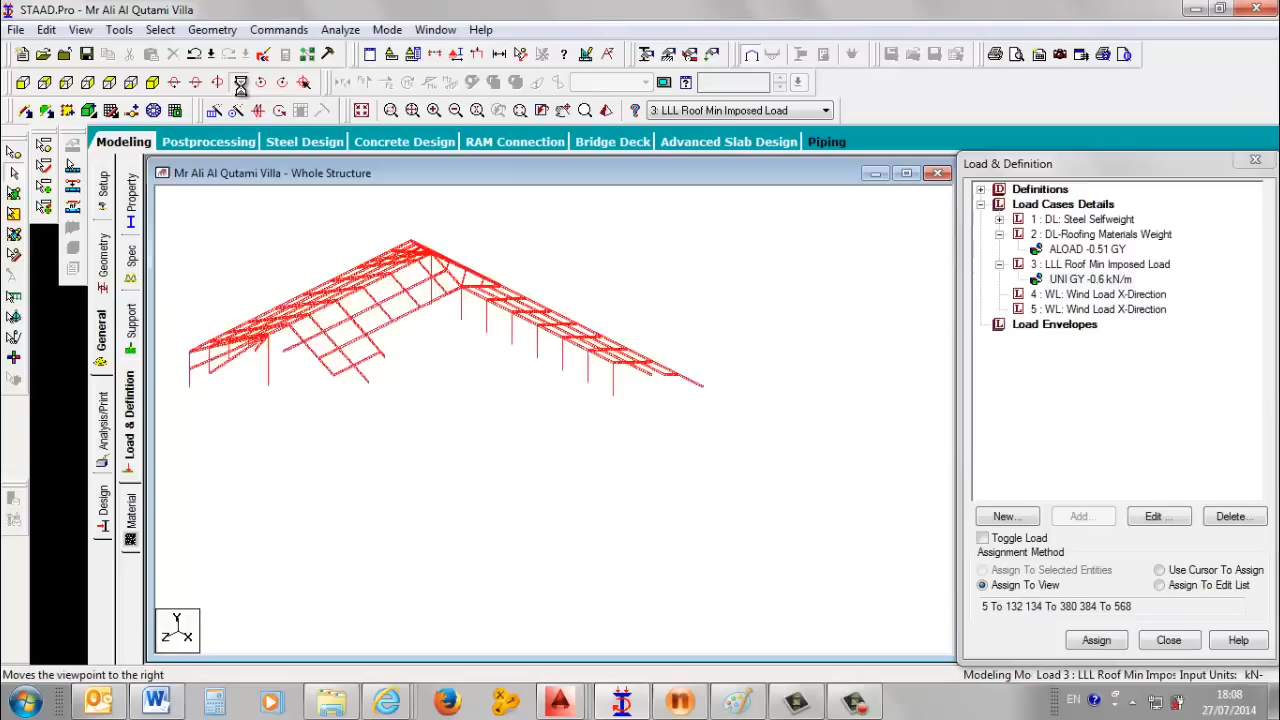 STAAD.Pro - Mr Ali Al Qutami Villa
File Edit View Tools Select Geometry Commands Analyze Mode Window Help
3: LLL Roof Min Imposed Load
Modeling Postprocessing Steel Design Concrete Design RAM Connection Bridge Deck Advanced Slab Design Piping
Mr Ali Al Qutami Villa - Whole Structure
Setup
Geometry
General
Analysis/Print
Design
Property
Spec
Support
Load & Definition
Material
Y
Z X
Load & Definition
Definitions
Load Cases Details
1 : DL: Steel Selfweight
2 : DL-Roofing Materials Weight
ALOAD -0.51 GY
3 : LLL Roof Min Imposed Load
UNI GY -0.6 kN/m
4 : WL: Wind Load X-Direction
5 : WL: Wind Load X-Direction
Load Envelopes
New... Add... Edit ... Delete...
Toggle Load
Assignment Method
Assign To Selected Entities Use Cursor To Assign
Assign To View Assign To Edit List
5 To 132 134 To 380 384 To 568
Assign Close Help
Moves the viewpoint to the right
Modeling Mo Load 3 : LLL Roof Min Impos Input Units: kN-
EN
18:08
27/07/2014